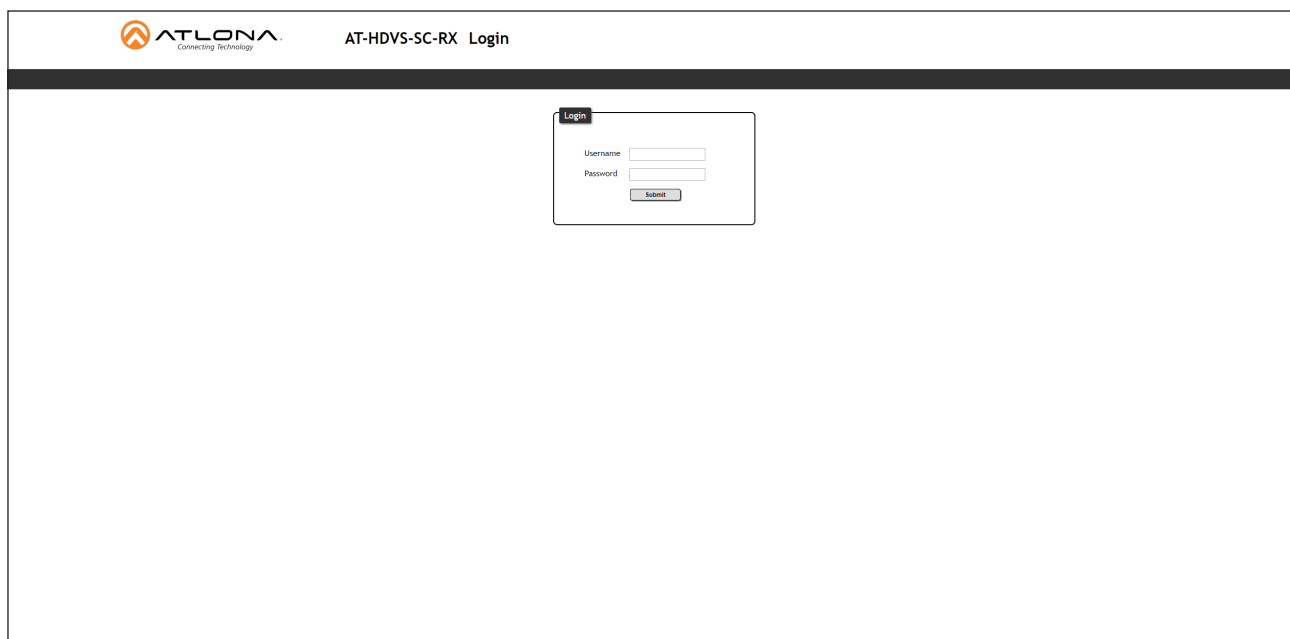 ATLONA
Connecting Technology
AT-HDVS-SC-RX Login
Login
Username
Password
Submit